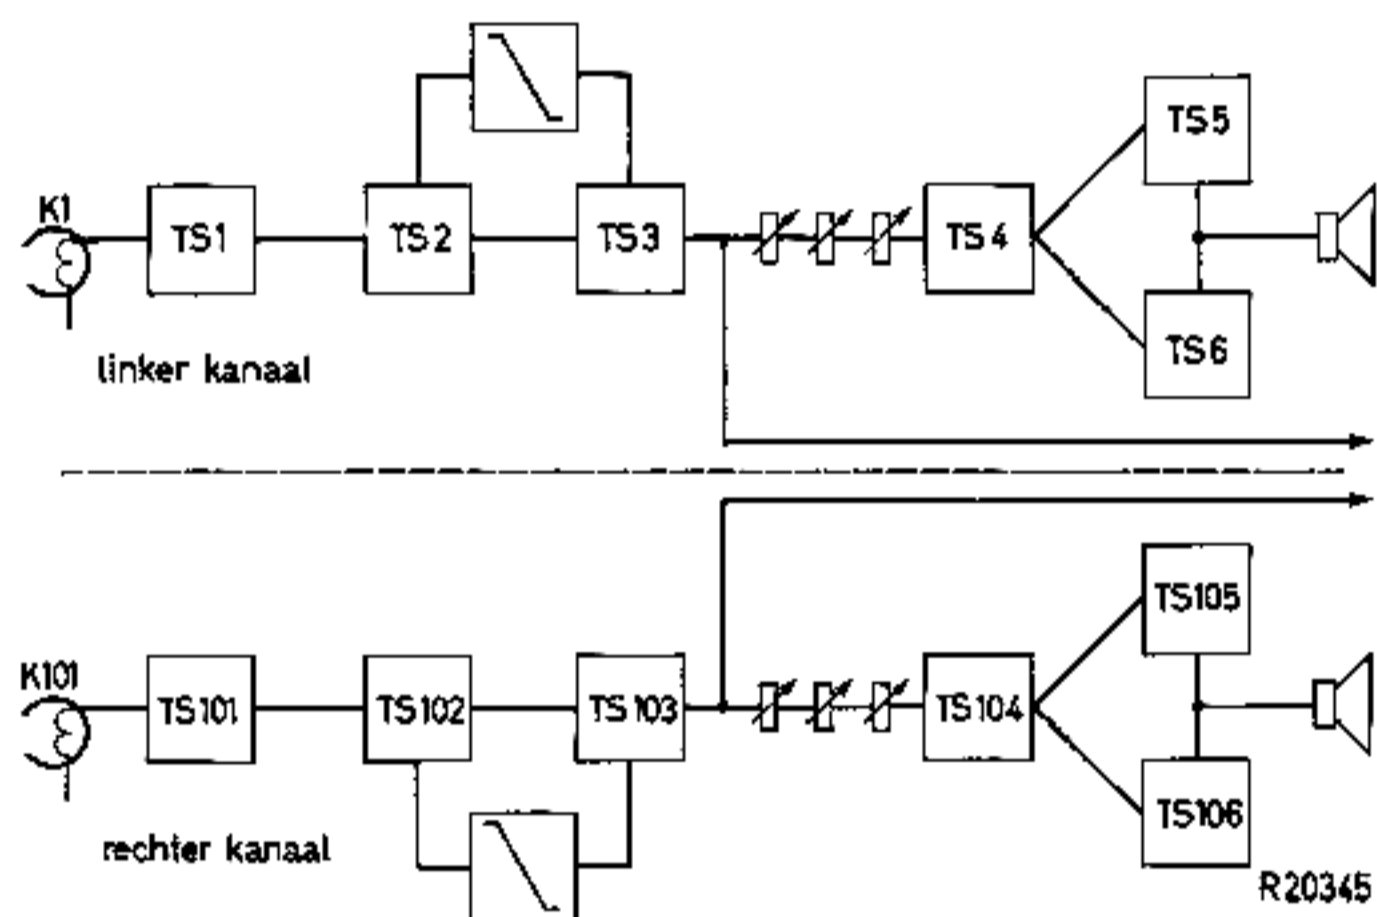 K1
TS1
TS2
TS3
TS4
TS5
TS6
linker kanaal
K101
TS101
TS102
TS103
TS104
TS105
TS106
rechter kanaal
R20345